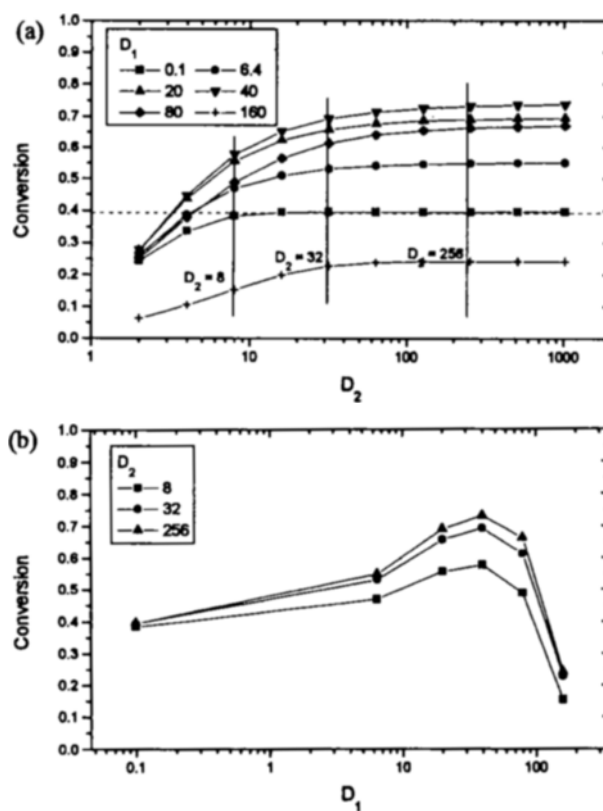 (a)
1.0
0.9
0.8
0.7
0.6
0.5
0.4
0.3
0.2
0.1
0.0
Conversion
D1
0.1 6.4
20 40
80 160
D2 = 8
D2 = 32
D2 = 256
1 10 100 1000
D2
(b)
1.0
0.9
0.8
0.7
0.6
0.5
0.4
0.3
0.2
0.1
0.0
Conversion
D2
8
32
256
0.1 1 10 100
D1